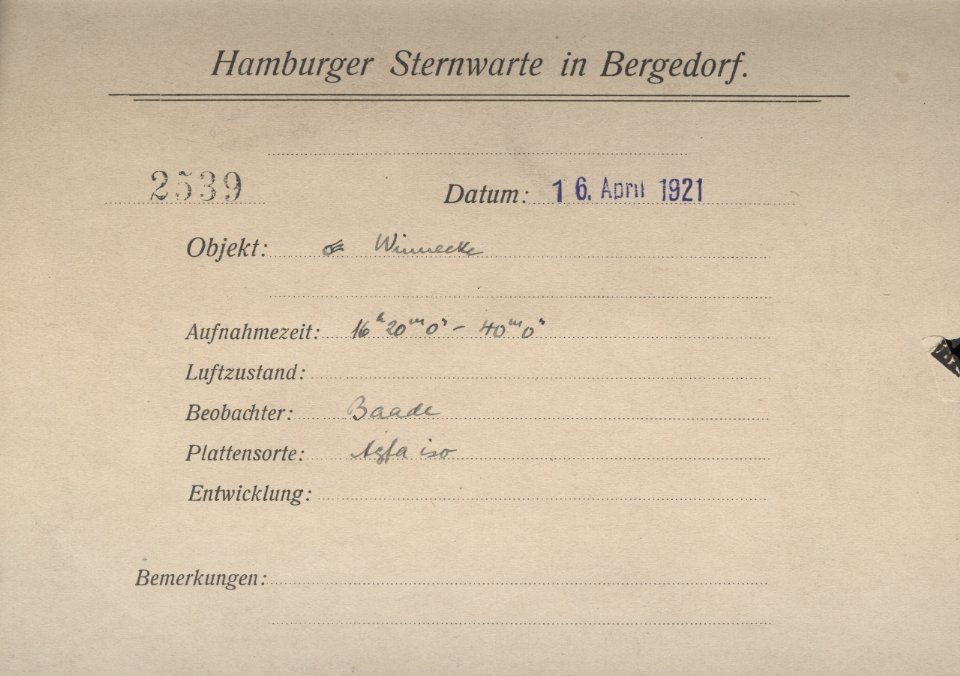 Hamburger Sternwarte in Bergedorf.
2539
Datum: 16. April 1921
Objekt: ☄ Winnecke
Aufnahmezeit: 16ʰ20ᵐ0ˢ – 40ᵐ0ˢ
Luftzustand:
Beobachter: Baade
Plattensorte: Agfa iso
Entwicklung:
Bemerkungen: